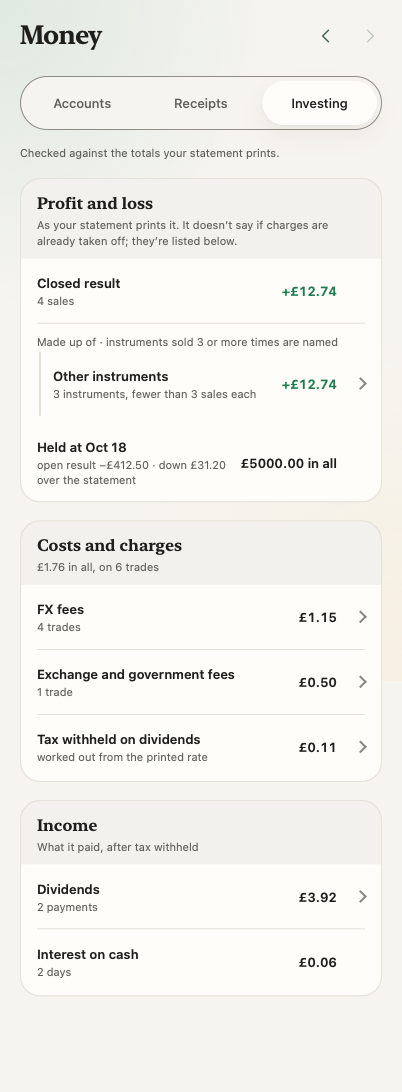 Money
Accounts
Receipts
Investing
Checked against the totals your statement prints.
Profit and loss
As your statement prints it. It doesn’t say if charges are
already taken off; they’re listed below.
Closed result
+£12.74
4 sales
Made up of · instruments sold 3 or more times are named
Other instruments
+£12.74
3 instruments, fewer than 3 sales each
Held at Oct 18
open result −£412.50 · down £31.20
over the statement
£5000.00 in all
Costs and charges
£1.76 in all, on 6 trades
FX fees
£1.15
4 trades
Exchange and government fees
£0.50
1 trade
Tax withheld on dividends
£0.11
worked out from the printed rate
Income
What it paid, after tax withheld
Dividends
£3.92
2 payments
Interest on cash
£0.06
2 days